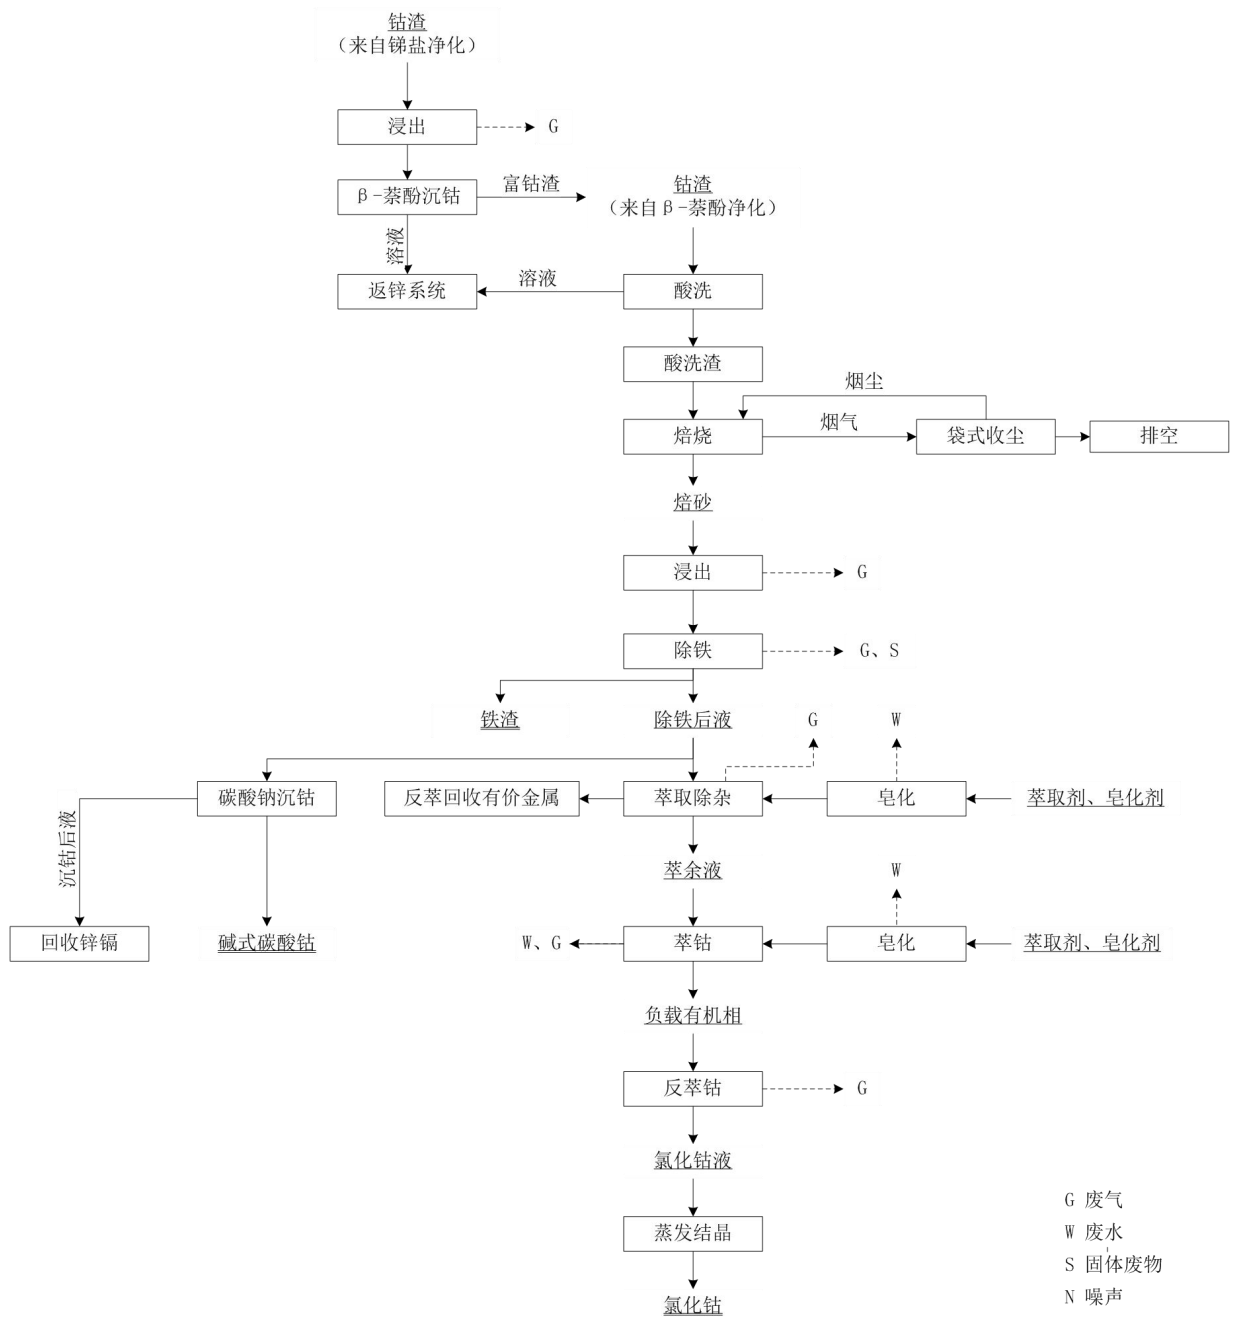 钴渣
（来自锑盐净化）
浸出
G
β-萘酚沉钴
富钴渣
钴渣
（来自β-萘酚净化）
溶液
返锌系统
溶液
酸洗
酸洗渣
烟尘
焙烧
烟气
袋式收尘
排空
焙砂
浸出
G
除铁
G、S
铁渣
除铁后液
G
W
碳酸钠沉钴
反萃回收有价金属
萃取除杂
皂化
萃取剂、皂化剂
沉钴后液
萃余液
W
回收锌镉
碱式碳酸钴
W、G
萃钴
皂化
萃取剂、皂化剂
负载有机相
反萃钴
G
氯化钴液
蒸发结晶
氯化钴
G 废气
W 废水
S 固体废物
N 噪声